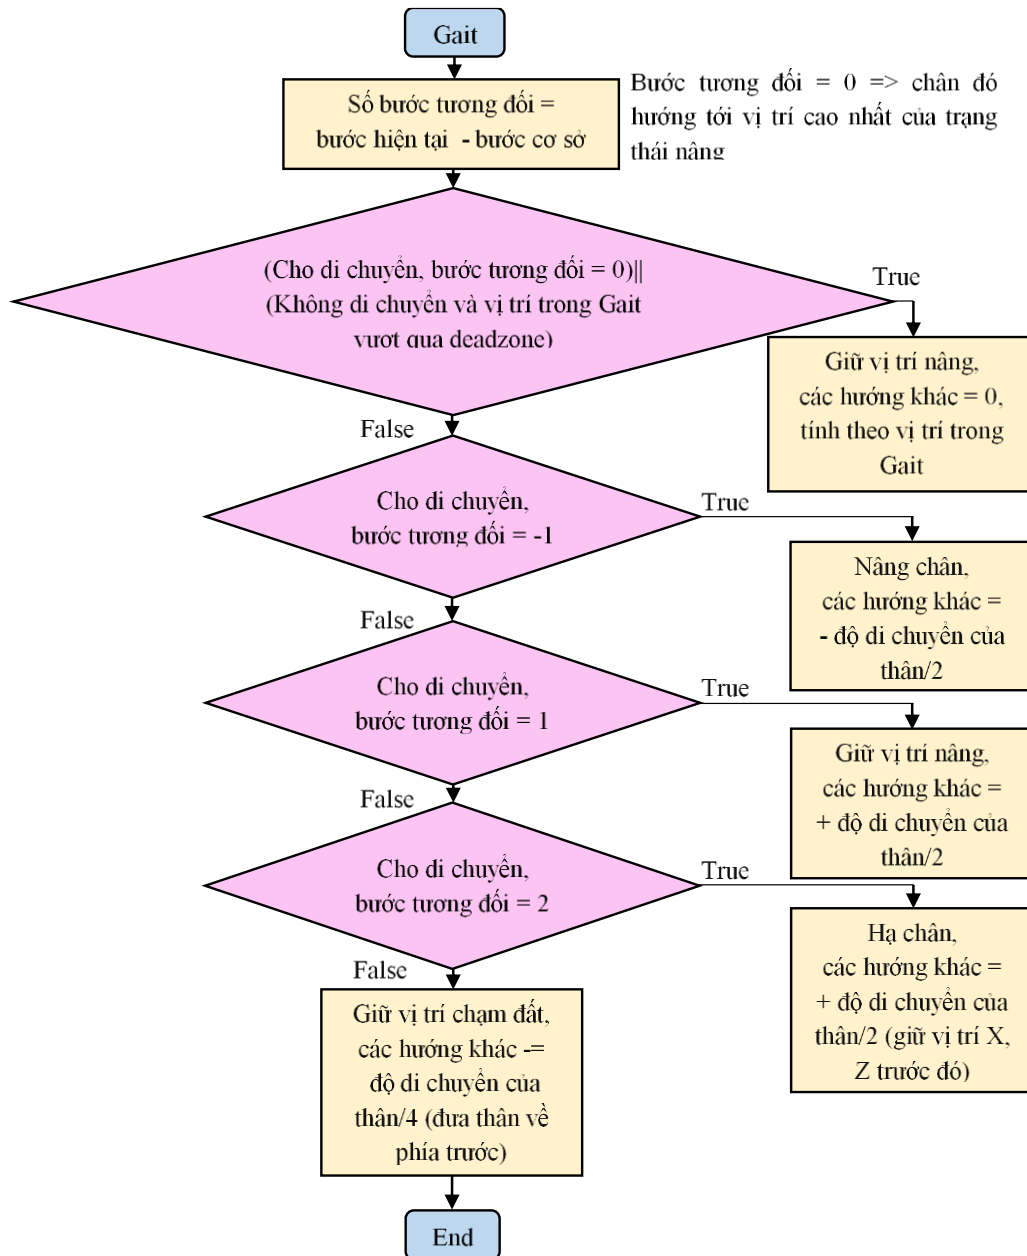 Gait
Số bước tương đối =
bước hiện tại - bước cơ sở
Bước tương đối = 0 => chân đó
hướng tới vị trí cao nhất của trạng
thái nâng
(Cho di chuyển, bước tương đối = 0)||
(Không di chuyển và vị trí trong Gait
vượt qua deadzone)
True
Giữ vị trí nâng,
các hướng khác = 0,
tính theo vị trí trong
Gait
False
Cho di chuyển,
bước tương đối = -1
True
Nâng chân,
các hướng khác =
- độ di chuyển của
thân/2
False
Cho di chuyển,
bước tương đối = 1
True
Giữ vị trí nâng,
các hướng khác =
+ độ di chuyển của
thân/2
False
Cho di chuyển,
bước tương đối = 2
True
Hạ chân,
các hướng khác =
+ độ di chuyển của
thân/2 (giữ vị trí X,
Z trước đó)
False
Giữ vị trí chạm đất,
các hướng khác -=
độ di chuyển của
thân/4 (đưa thân về
phía trước)
End